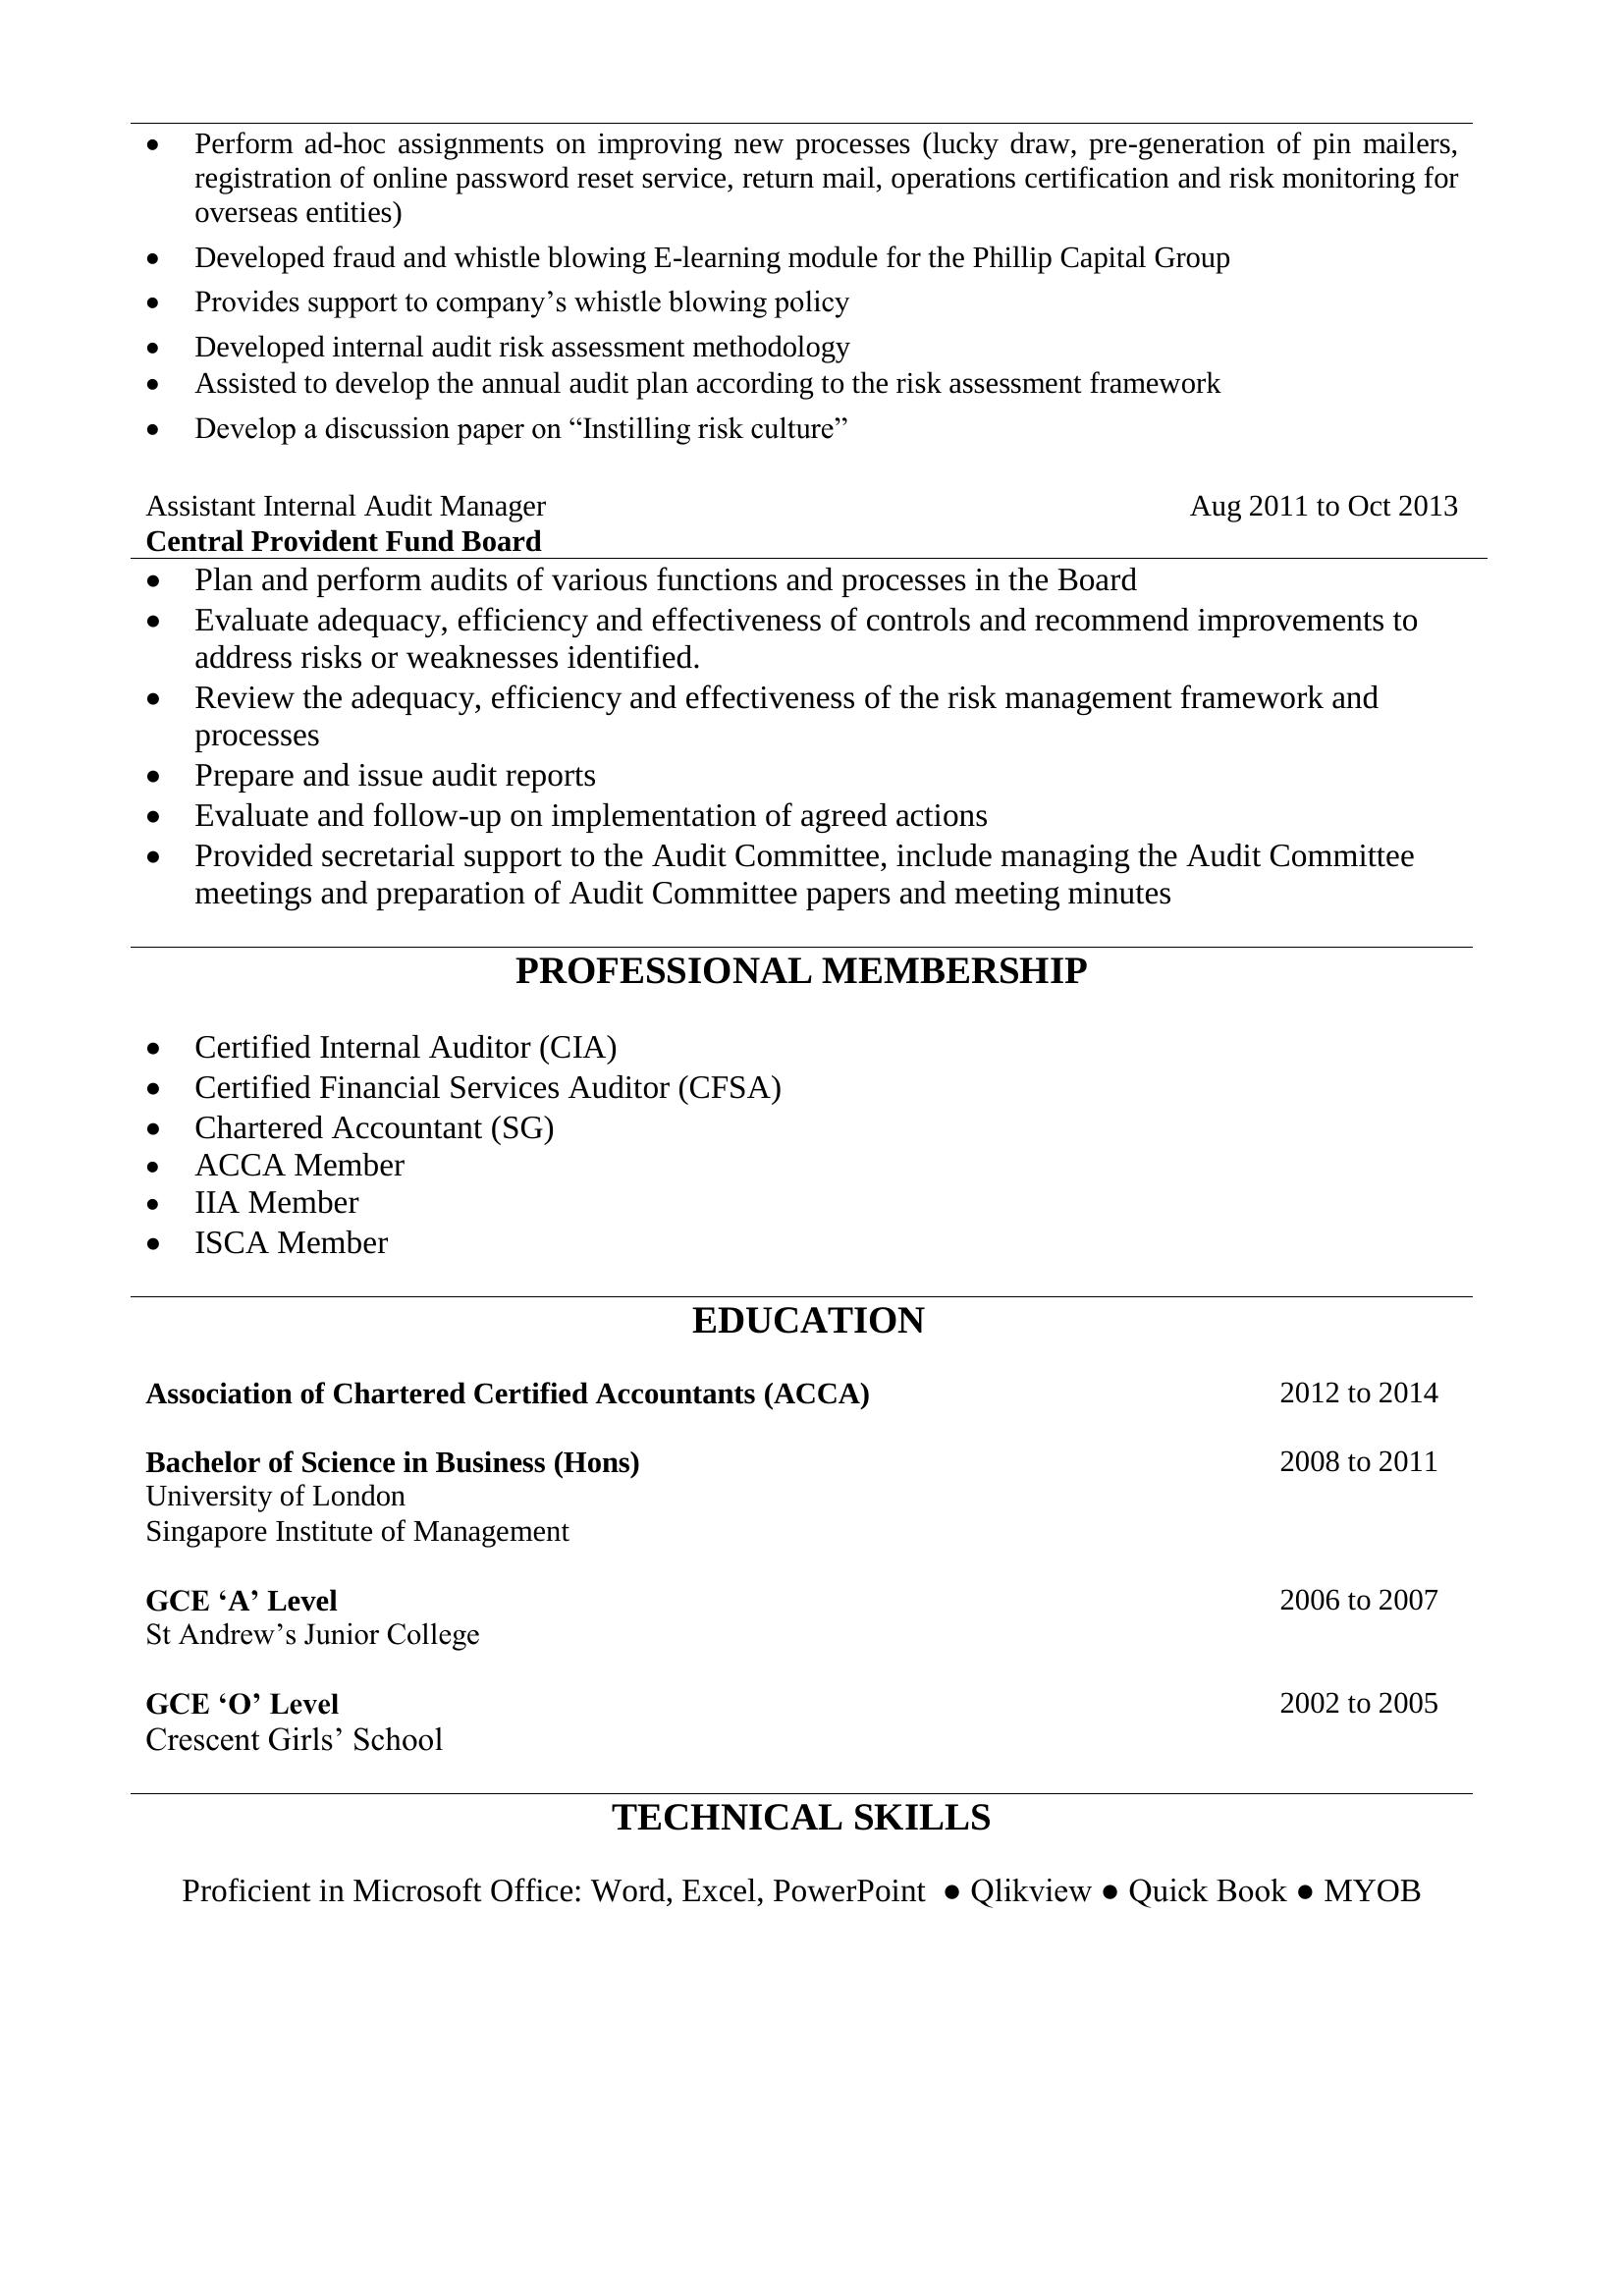 • Perform ad-hoc assignments on improving new processes (lucky draw, pre-generation of pin mailers,
registration of online password reset service, return mail, operations certification and risk monitoring for
overseas entities)
• Developed fraud and whistle blowing E-learning module for the Phillip Capital Group
• Provides support to company’s whistle blowing policy
• Developed internal audit risk assessment methodology
• Assisted to develop the annual audit plan according to the risk assessment framework
• Develop a discussion paper on “Instilling risk culture”
Assistant Internal Audit Manager Aug 2011 to Oct 2013
Central Provident Fund Board
• Plan and perform audits of various functions and processes in the Board
• Evaluate adequacy, efficiency and effectiveness of controls and recommend improvements to
address risks or weaknesses identified.
• Review the adequacy, efficiency and effectiveness of the risk management framework and
processes
• Prepare and issue audit reports
• Evaluate and follow-up on implementation of agreed actions
• Provided secretarial support to the Audit Committee, include managing the Audit Committee
meetings and preparation of Audit Committee papers and meeting minutes
PROFESSIONAL MEMBERSHIP
• Certified Internal Auditor (CIA)
• Certified Financial Services Auditor (CFSA)
• Chartered Accountant (SG)
• ACCA Member
• IIA Member
• ISCA Member
EDUCATION
Association of Chartered Certified Accountants (ACCA) 2012 to 2014
Bachelor of Science in Business (Hons) 2008 to 2011
University of London
Singapore Institute of Management
GCE ‘A’ Level 2006 to 2007
St Andrew’s Junior College
GCE ‘O’ Level 2002 to 2005
Crescent Girls’ School
TECHNICAL SKILLS
Proficient in Microsoft Office: Word, Excel, PowerPoint ● Qlikview ● Quick Book ● MYOB